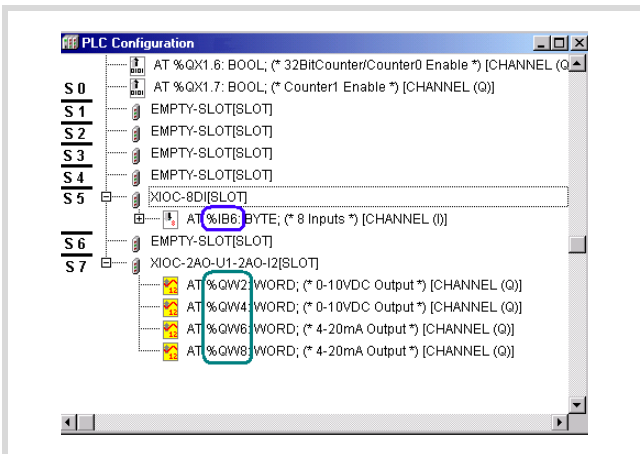 PLC Configuration
AT %QX1.6: BOOL; (* 32BitCounter/Counter0 Enable *) [CHANNEL (Q
S 0 AT %QX1.7: BOOL; (* Counter1 Enable *) [CHANNEL (Q)]
S 1 EMPTY-SLOT[SLOT]
S 2 EMPTY-SLOT[SLOT]
S 3 EMPTY-SLOT[SLOT]
S 4 EMPTY-SLOT[SLOT]
S 5 XIOC-8DI[SLOT]
AT %IB6: BYTE; (* 8 Inputs *) [CHANNEL (I)]
S 6 EMPTY-SLOT[SLOT]
S 7 XIOC-2AO-U1-2AO-I2[SLOT]
AT %QW2: WORD; (* 0-10VDC Output *) [CHANNEL (Q)]
AT %QW4: WORD; (* 0-10VDC Output *) [CHANNEL (Q)]
AT %QW6: WORD; (* 4-20mA Output *) [CHANNEL (Q)]
AT %QW8: WORD; (* 4-20mA Output *) [CHANNEL (Q)]